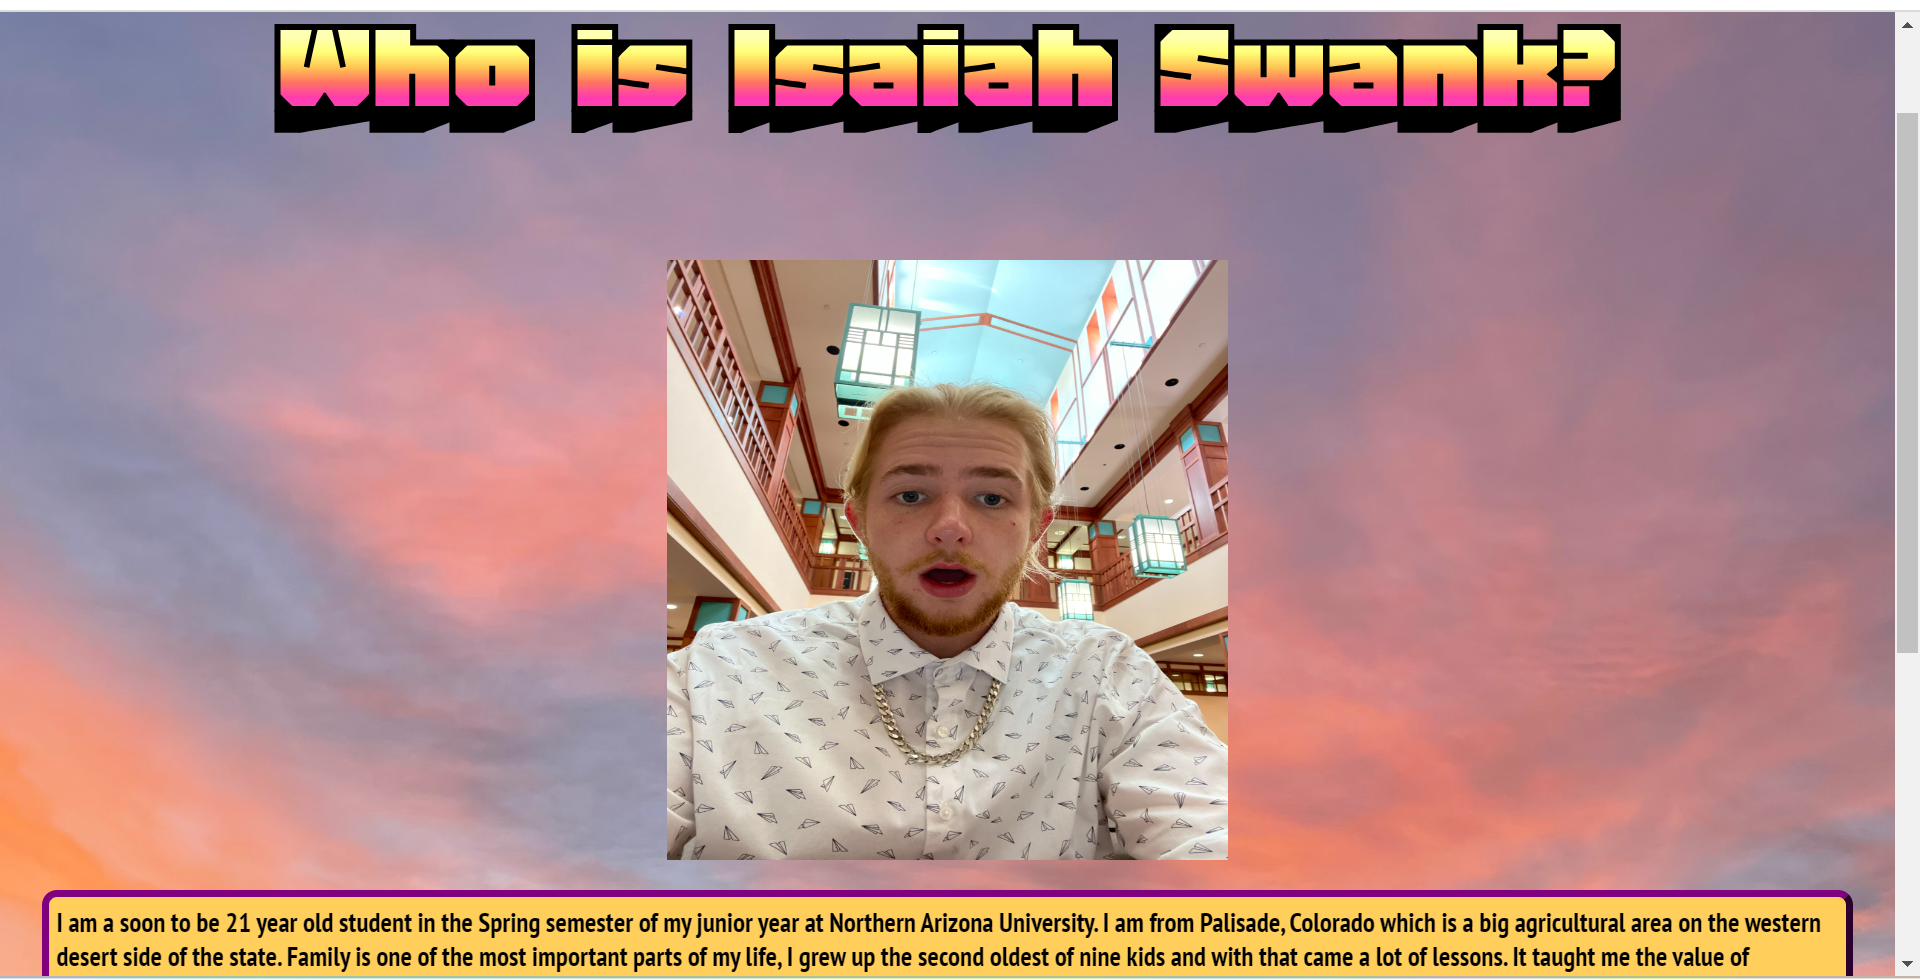 Who is Isaiah Swank?
I am a soon to be 21 year old student in the Spring semester of my junior year at Northern Arizona University. I am from Palisade, Colorado which is a big agricultural area on the western
desert side of the state. Family is one of the most important parts of my life, I grew up the second oldest of nine kids and with that came a lot of lessons. It taught me the value of